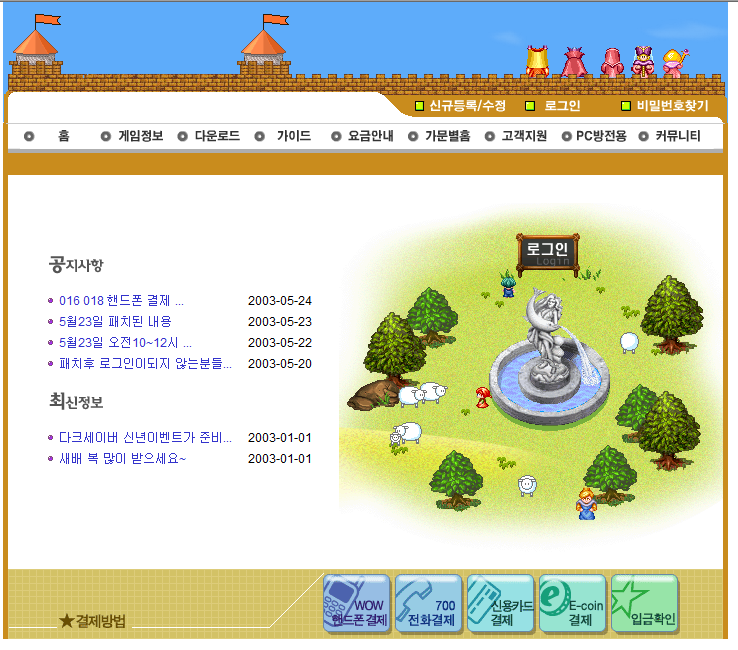 신규등록/수정 로그인 비밀번호찾기
홈 게임정보 다운로드 가이드 요금안내 가문별홈 고객지원 PC방전용 커뮤니티
로그인
Login
공지사항
016 018 핸드폰 결제 ... 2003-05-24
5월23일 패치된 내용 2003-05-23
5월23일 오전10~12시 ... 2003-05-22
패치후 로그인이되지 않는분들... 2003-05-20
최신정보
다크세이버 신년이벤트가 준비... 2003-01-01
새배 복 많이 받으세요~ 2003-01-01
★결제방법
WOW 핸드폰결제
700 전화결제
신용카드 결제
E-coin 결제
입금확인